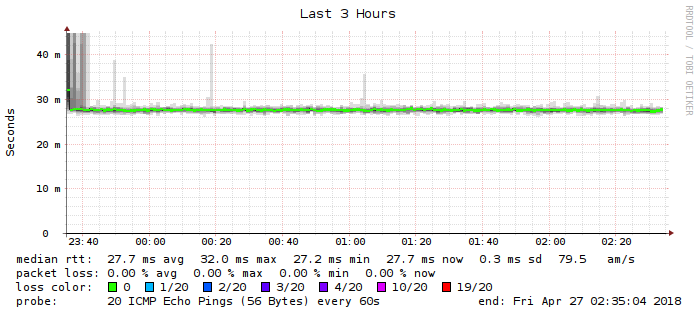 Last 3 Hours
RRDTOOL / TOBI OETIKER
Seconds
40 m
30 m
20 m
10 m
0
23:40 00:00 00:20 00:40 01:00 01:20 01:40 02:00 02:20
median rtt: 27.7 ms avg 32.0 ms max 27.2 ms min 27.7 ms now 0.3 ms sd 79.5 am/s
packet loss: 0.00 % avg 0.00 % max 0.00 % min 0.00 % now
loss color: 0 1/20 2/20 3/20 4/20 10/20 19/20
probe: 20 ICMP Echo Pings (56 Bytes) every 60s end: Fri Apr 27 02:35:04 2018